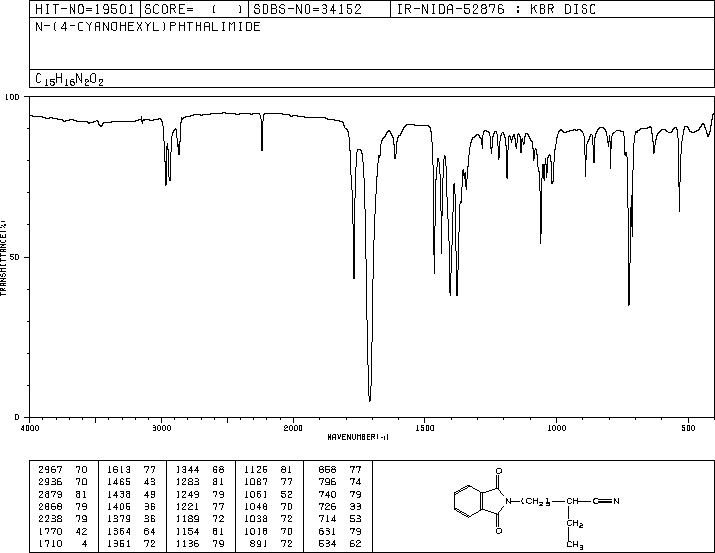 HIT-NO=19501 SCORE= ( ) SDBS-NO=34152 IR-NIDA-52876 : KBR DISC
N-(4-CYANOHEXYL)PHTHALIMIDE
C15H16N2O2
100
50
0
TRANSMITTANCE(%)
4000 3000 2000 1500 1000 500
WAVENUMBER(-1)
2967 70 1613 77 1344 68 1126 81 858 77
2936 70 1465 43 1283 81 1087 77 796 74
2879 81 1438 49 1249 79 1061 52 740 79
2868 79 1406 36 1221 77 1048 70 726 33
2238 79 1379 36 1189 72 1038 72 714 53
1770 42 1364 64 1154 81 1018 70 631 79
1710 4 1361 72 1136 79 891 72 534 62
O
N-(CH2)3-CH-C≡N
O
CH2
CH3